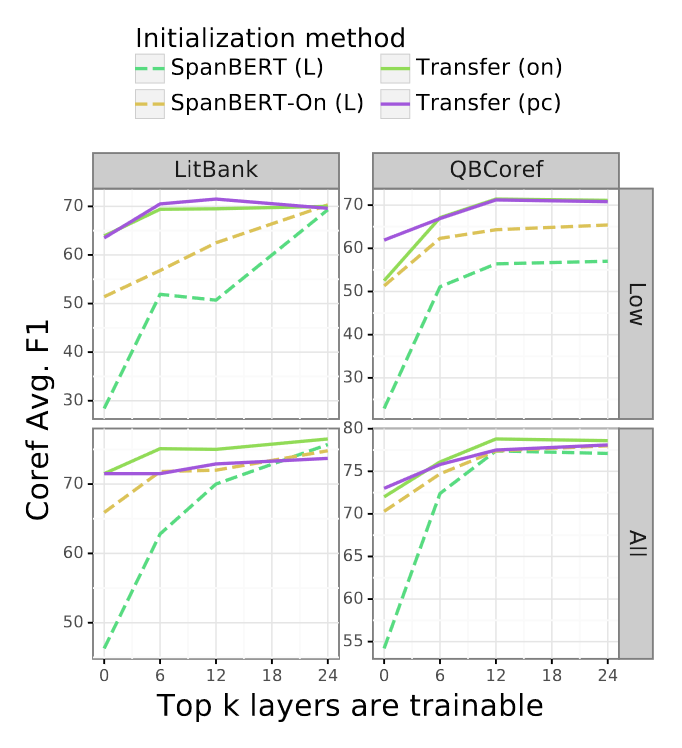 Initialization method
SpanBERT (L)
Transfer (on)
SpanBERT-On (L)
Transfer (pc)
LitBank
QBCoref
70
60
50
40
30
70
60
50
40
30
Low
Coref Avg. F1
70
60
50
80
75
70
65
60
55
All
0 6 12 18 24
0 6 12 18 24
Top k layers are trainable